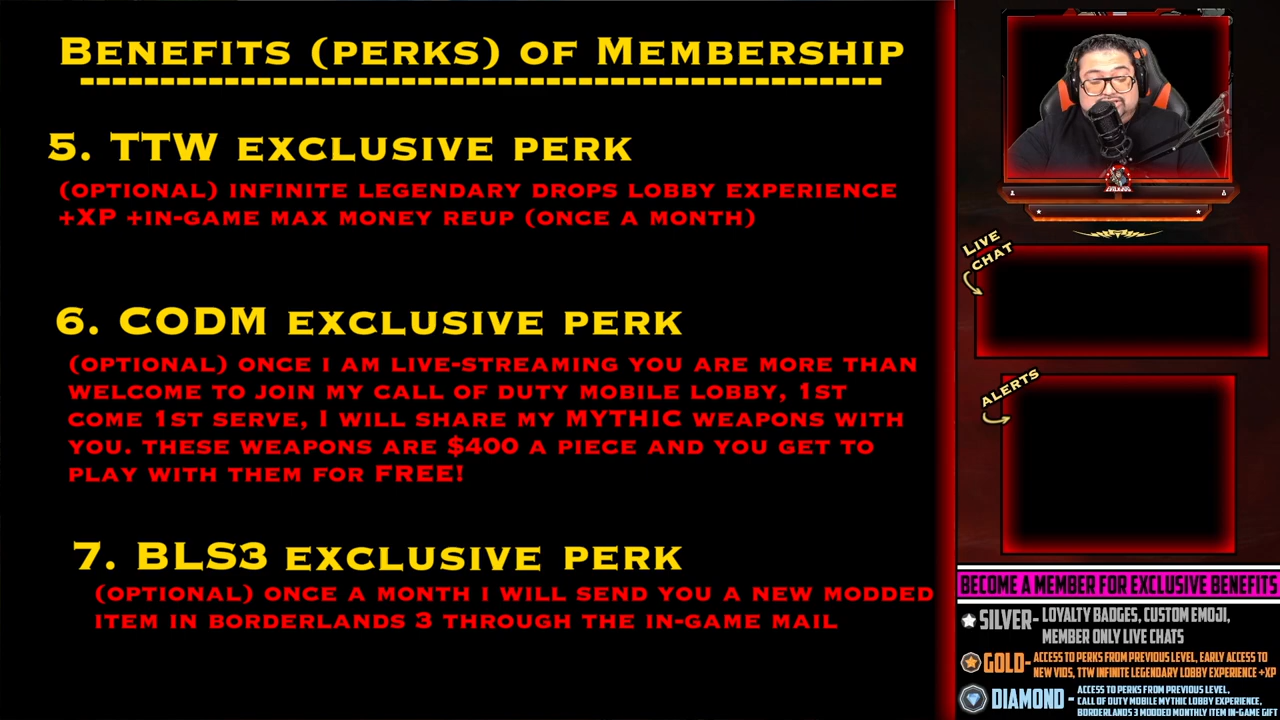 BENEFITS (PERKS) OF MEMBERSHIP
5. TTW EXCLUSIVE PERK
(OPTIONAL) INFINITE LEGENDARY DROPS LOBBY EXPERIENCE
+XP +IN-GAME MAX MONEY REUP (ONCE A MONTH)
6. CODM EXCLUSIVE PERK
(OPTIONAL) ONCE I AM LIVE-STREAMING YOU ARE MORE THAN
WELCOME TO JOIN MY CALL OF DUTY MOBILE LOBBY, 1ST
COME 1ST SERVE, I WILL SHARE MY MYTHIC WEAPONS WITH
YOU. THESE WEAPONS ARE $400 A PIECE AND YOU GET TO
PLAY WITH THEM FOR FREE!
7. BLS3 EXCLUSIVE PERK
(OPTIONAL) ONCE A MONTH I WILL SEND YOU A NEW MODDED
ITEM IN BORDERLANDS 3 THROUGH THE IN-GAME MAIL
LIVE
CHAT
ALERTS
BECOME A MEMBER FOR EXCLUSIVE BENEFITS
SILVER- LOYALTY BADGES, CUSTOM EMOJI,
MEMBER ONLY LIVE CHATS
GOLD- ACCESS TO PERKS FROM PREVIOUS LEVEL, EARLY ACCESS TO
NEW VIDS, TTW INFINITE LEGENDARY LOBBY EXPERIENCE +XP
DIAMOND - ACCESS TO PERKS FROM PREVIOUS LEVEL,
CALL OF DUTY MOBILE MYTHIC LOBBY EXPERIENCE,
BORDERLANDS 3 MODDED MONTHLY ITEM IN-GAME GIFT